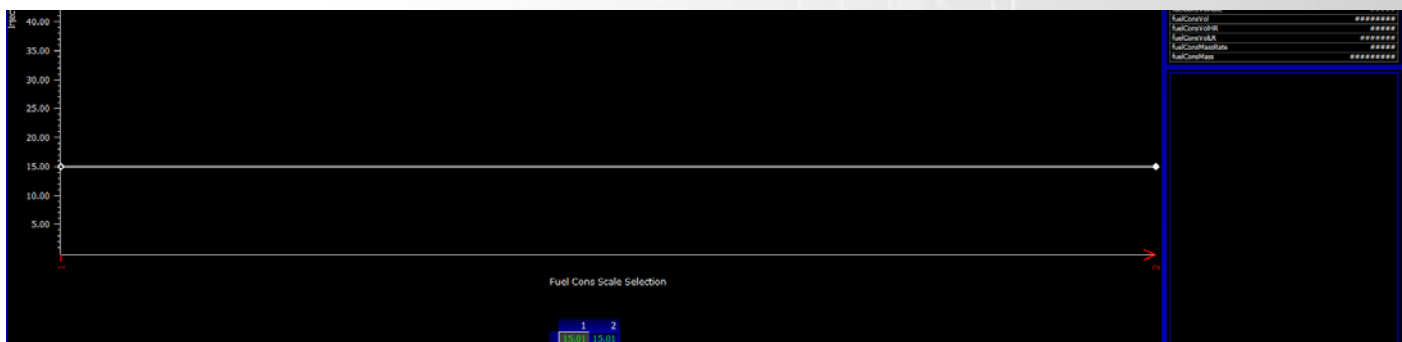 40.00
35.00
30.00
25.00
20.00
15.00
10.00
5.00
1
2
Fuel Cons Scale Selection
1 2
15.01 15.01
fuelConsVol ########
fuelConsVolHR #####
fuelConsVolLR #######
fuelConsMassRate #####
fuelConsMass #########